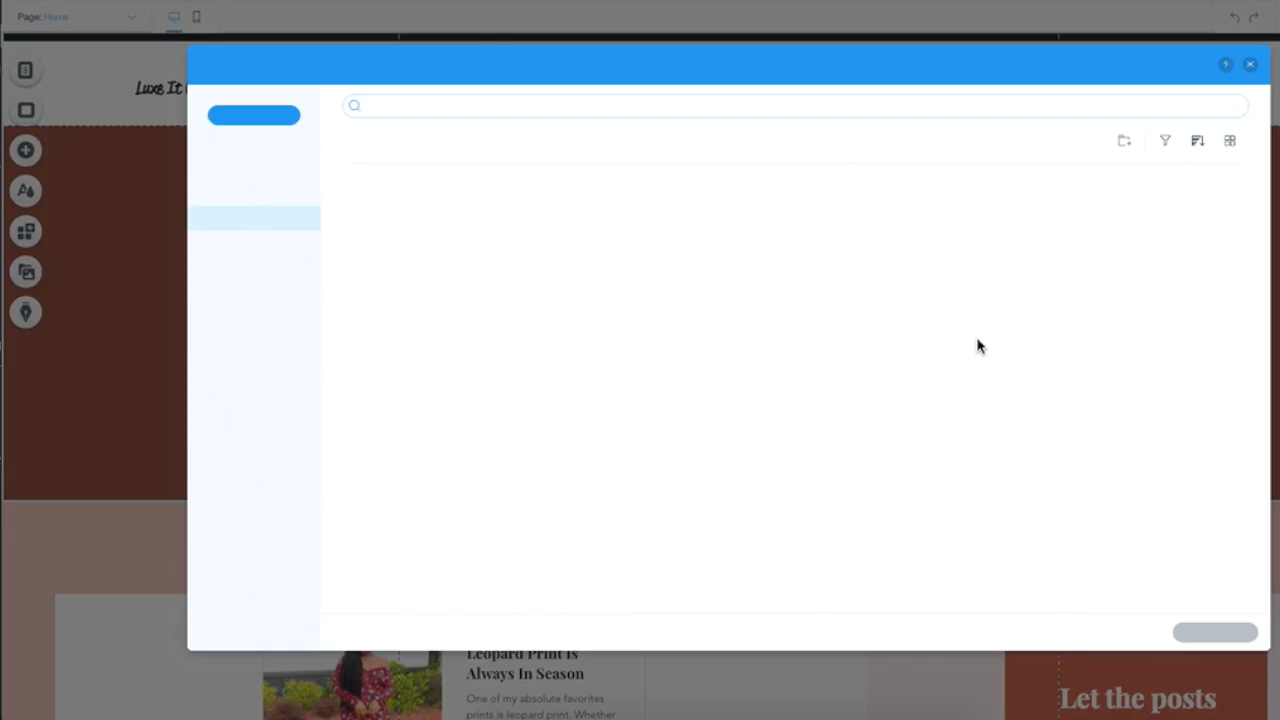 Page: Home
?
Luxe It
Leopard Print Is
Always In Season
One of my absolute favorites
prints is leopard print. Whether
Let the posts